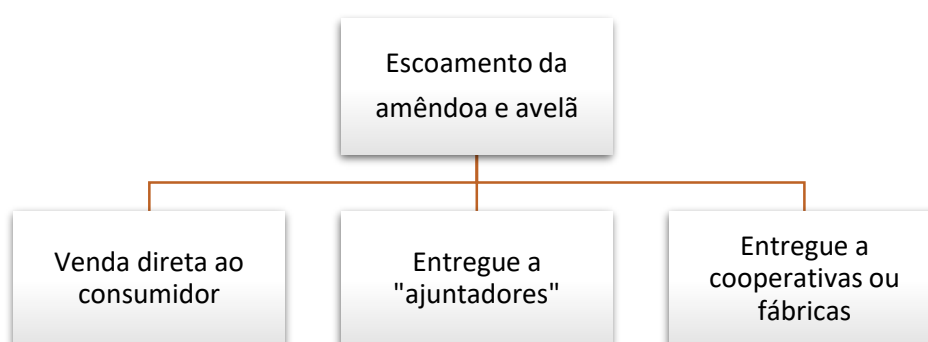 Escoamento da
amêndoa e avelã
Venda direta ao
consumidor
Entregue a
"ajuntadores"
Entregue a
cooperativas ou
fábricas